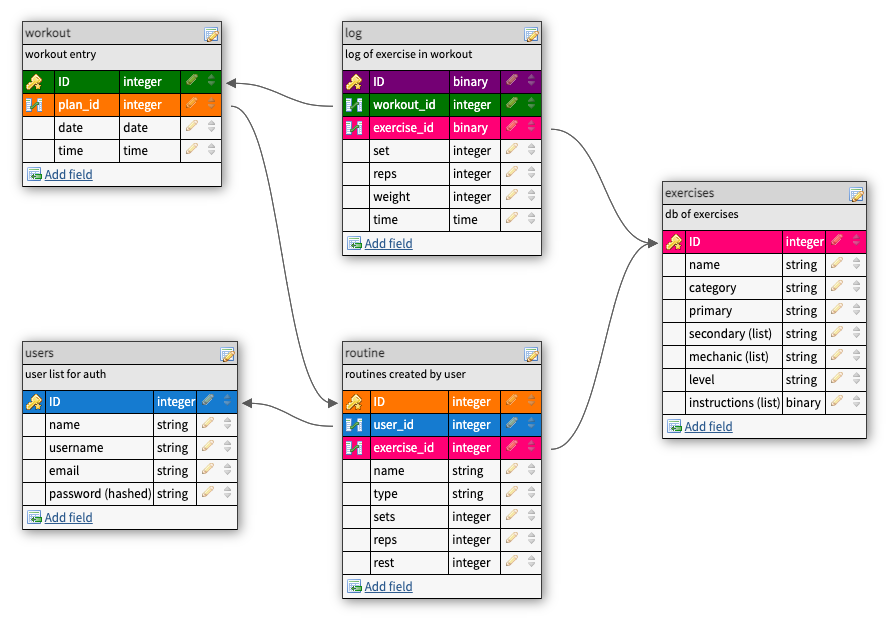 workout
workout entry
ID integer
plan_id integer
date date
time time
Add field
log
log of exercise in workout
ID binary
workout_id integer
exercise_id binary
set integer
reps integer
weight integer
time time
Add field
exercises
db of exercises
ID integer
name string
category string
primary string
secondary (list) string
mechanic (list) string
level string
instructions (list) binary
Add field
users
user list for auth
ID integer
name string
username string
email string
password (hashed) string
Add field
routine
routines created by user
ID integer
user_id integer
exercise_id integer
name string
type string
sets integer
reps integer
rest integer
Add field